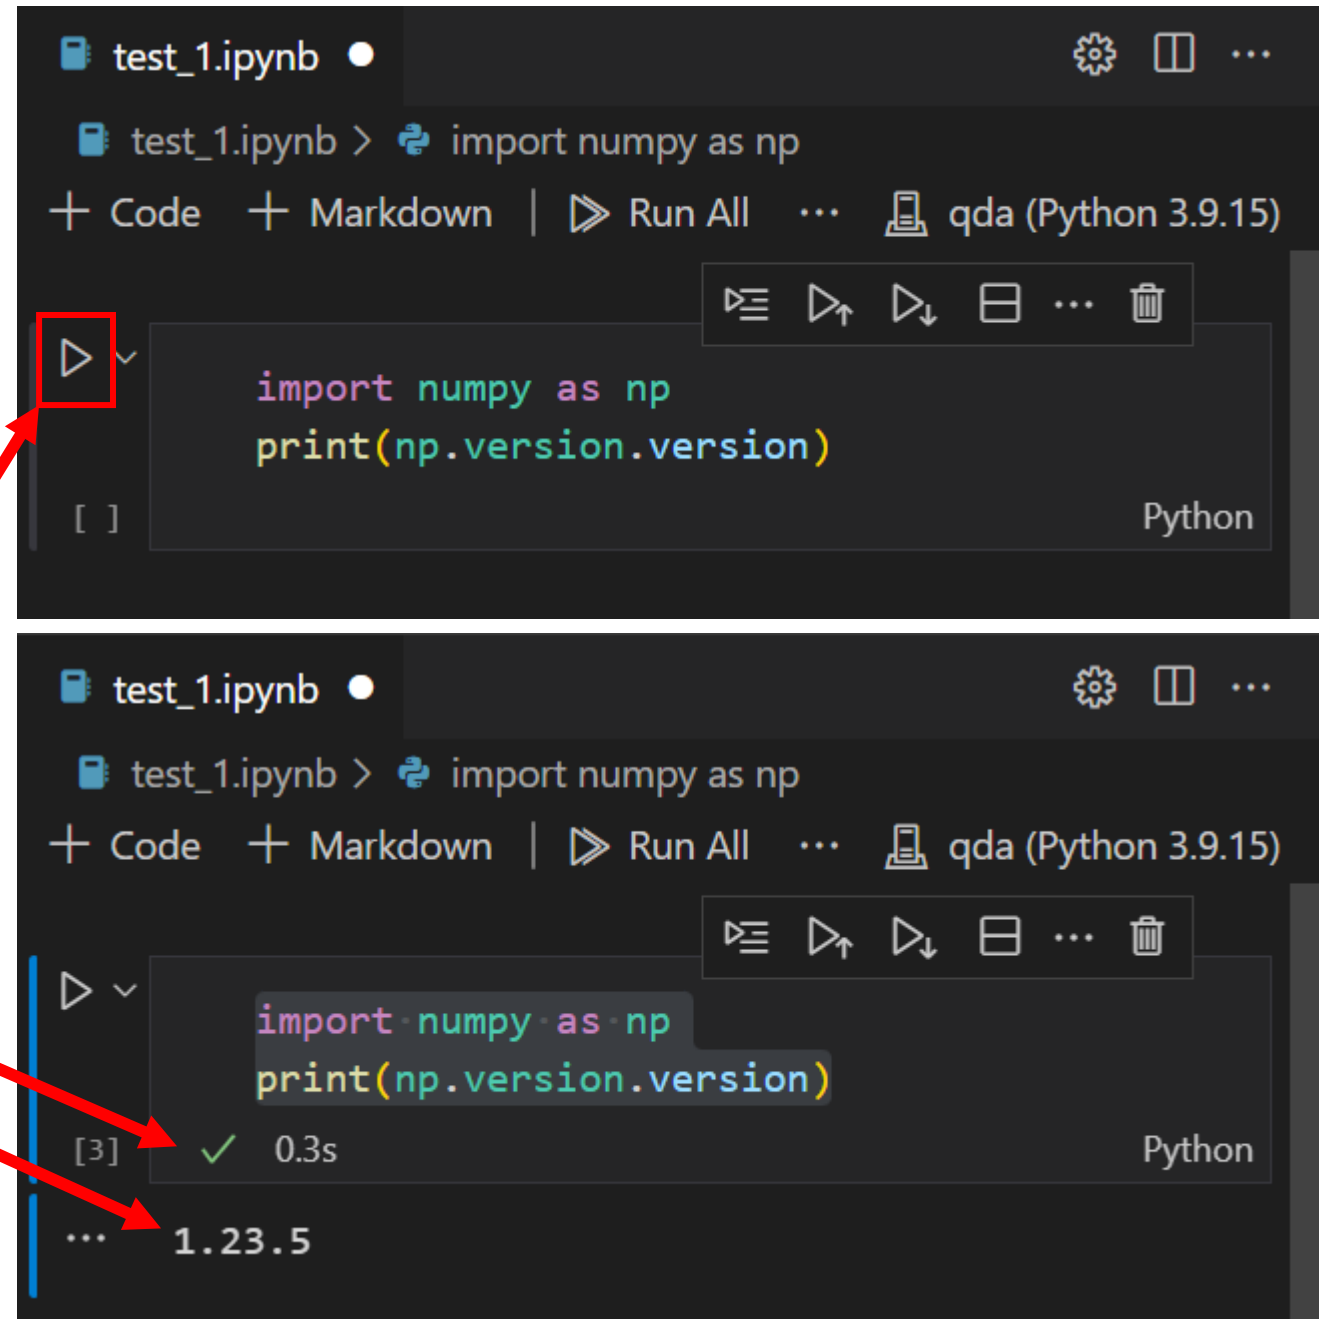 test_1.ipynb
test_1.ipynb > import numpy as np
+ Code + Markdown | Run All ... qda (Python 3.9.15)
...
import numpy as np
print(np.version.version)
[ ] Python
test_1.ipynb
test_1.ipynb > import numpy as np
+ Code + Markdown | Run All ... qda (Python 3.9.15)
...
import numpy as np
print(np.version.version)
[3] ✓ 0.3s Python
... 1.23.5